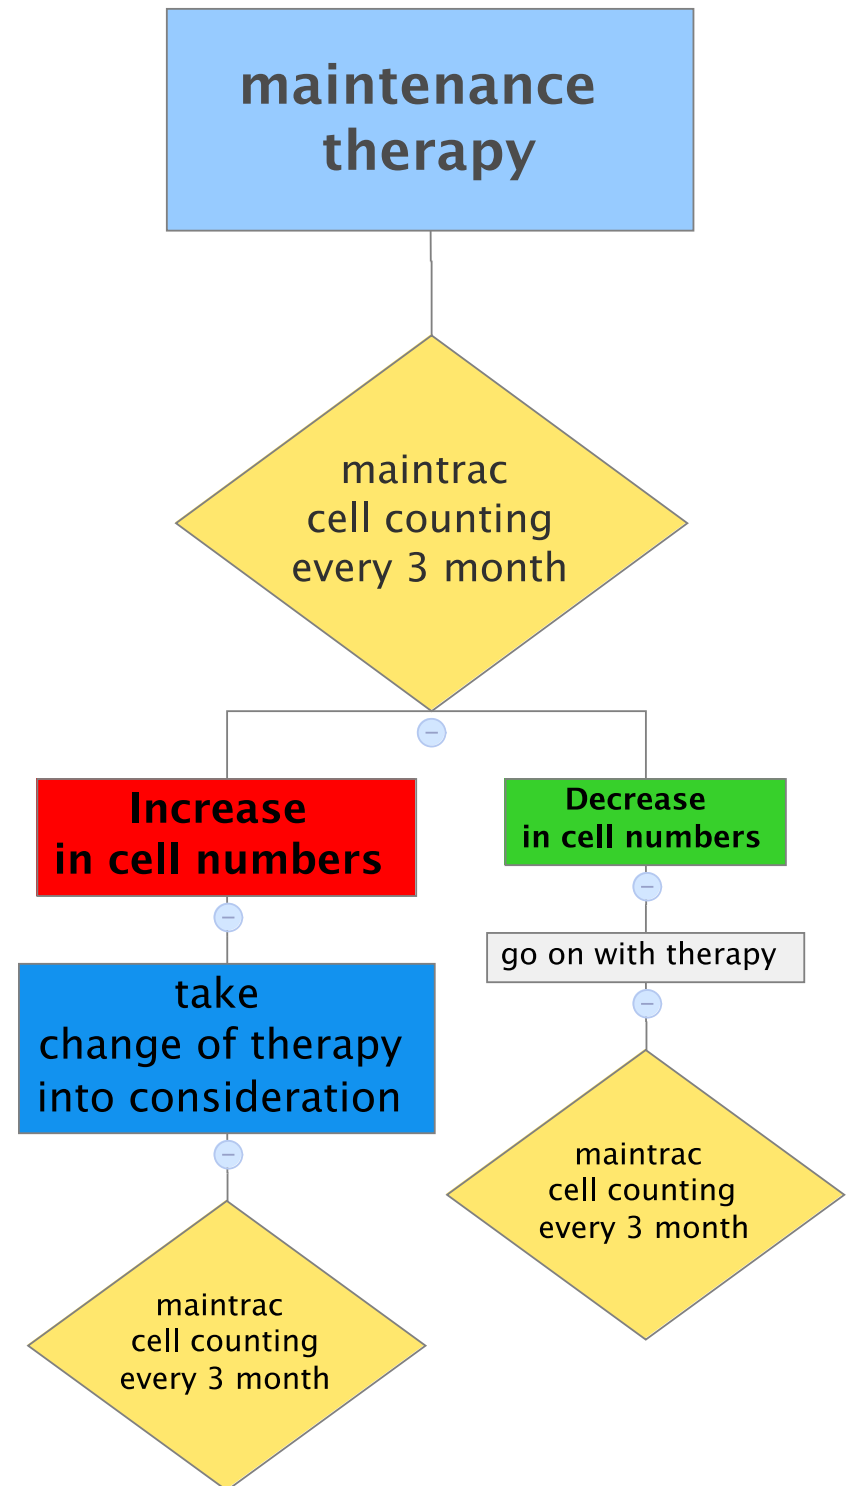 maintenance
therapy
maintrac
cell counting
every 3 month
Increase
in cell numbers
Decrease
in cell numbers
take
change of therapy
into consideration
go on with therapy
maintrac
cell counting
every 3 month
maintrac
cell counting
every 3 month